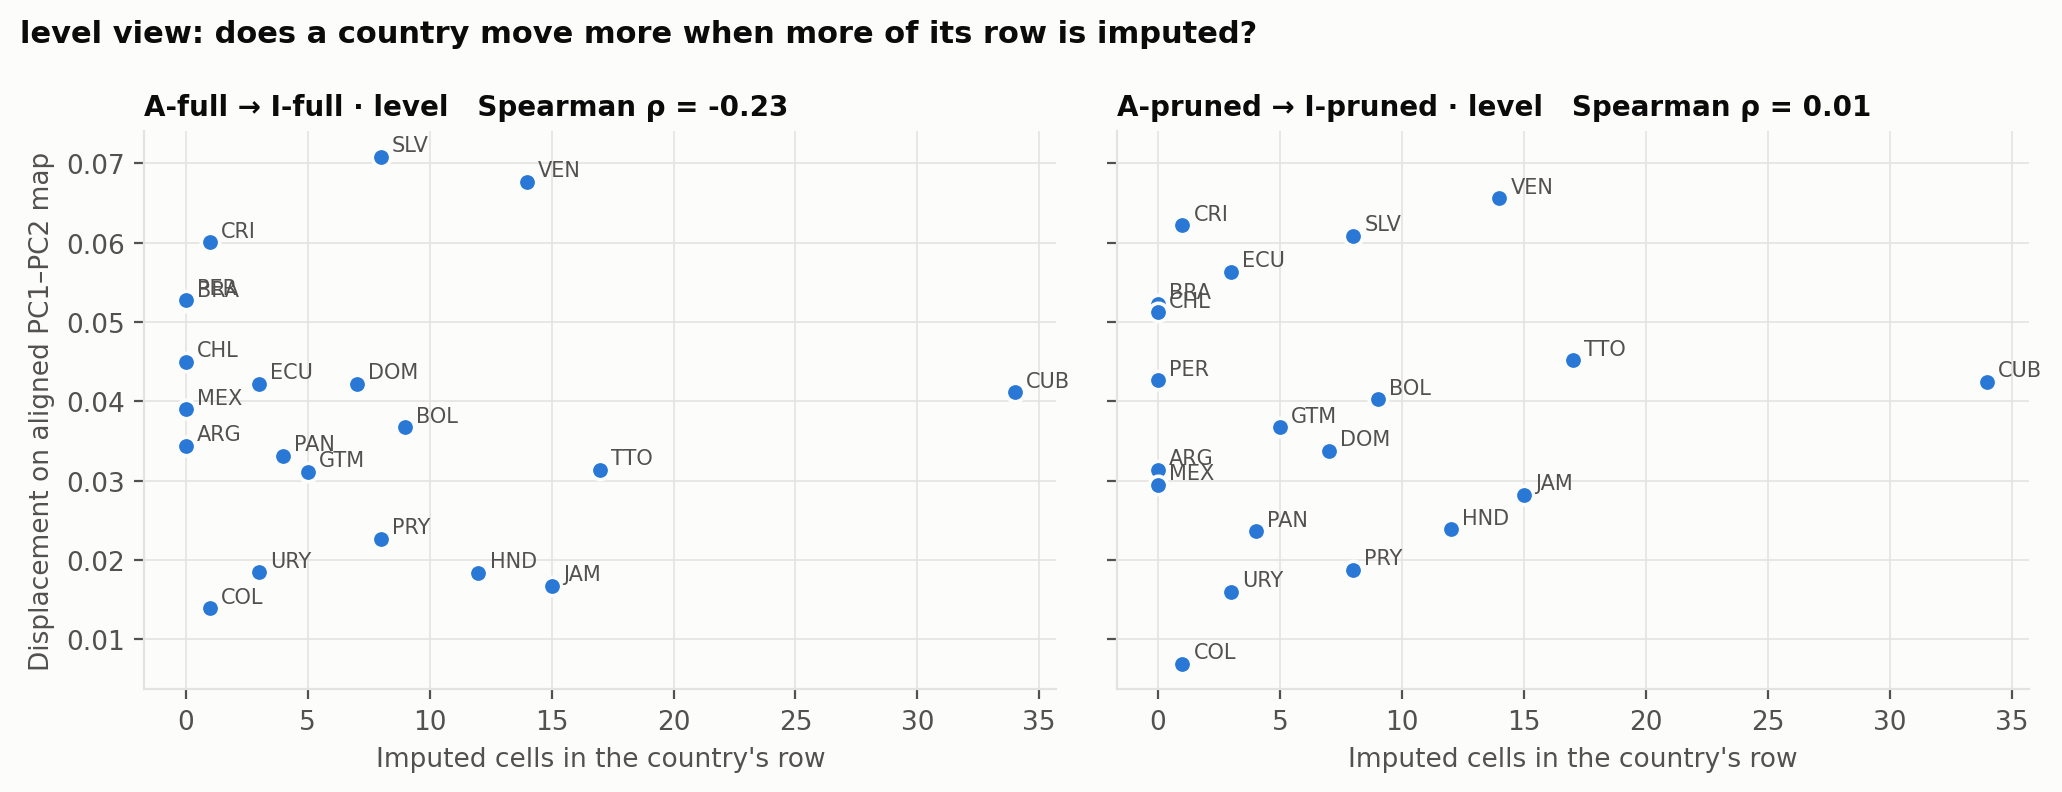 level view: does a country move more when more of its row is imputed?
A-full → I-full · level   Spearman ρ = -0.23
A-pruned → I-pruned · level   Spearman ρ = 0.01
Displacement on aligned PC1–PC2 map
0.07
0.06
0.05
0.04
0.03
0.02
0.01
SLV
VEN
CRI
PER
BRA
CHL
ECU
DOM
MEX
CUB
BOL
ARG
PAN
GTM
TTO
PRY
URY
HND
JAM
COL
0
5
10
15
20
25
30
35
Imputed cells in the country's row
VEN
CRI
SLV
ECU
BRA
CHL
TTO
PER
CUB
BOL
GTM
DOM
ARG
MEX
JAM
PAN
HND
PRY
URY
COL
0
5
10
15
20
25
30
35
Imputed cells in the country's row